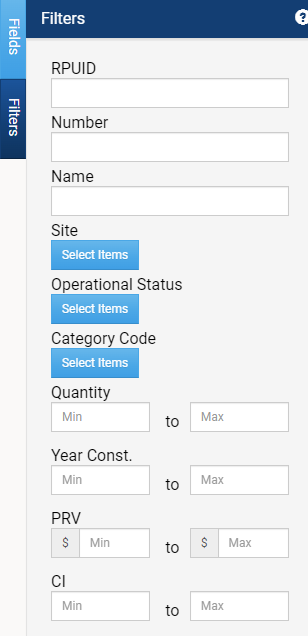 Fields
Filters
Filters
?
RPUID
Number
Name
Site
Select Items
Operational Status
Select Items
Category Code
Select Items
Quantity
Min to Max
Year Const.
Min to Max
PRV
$ Min to $ Max
CI
Min to Max